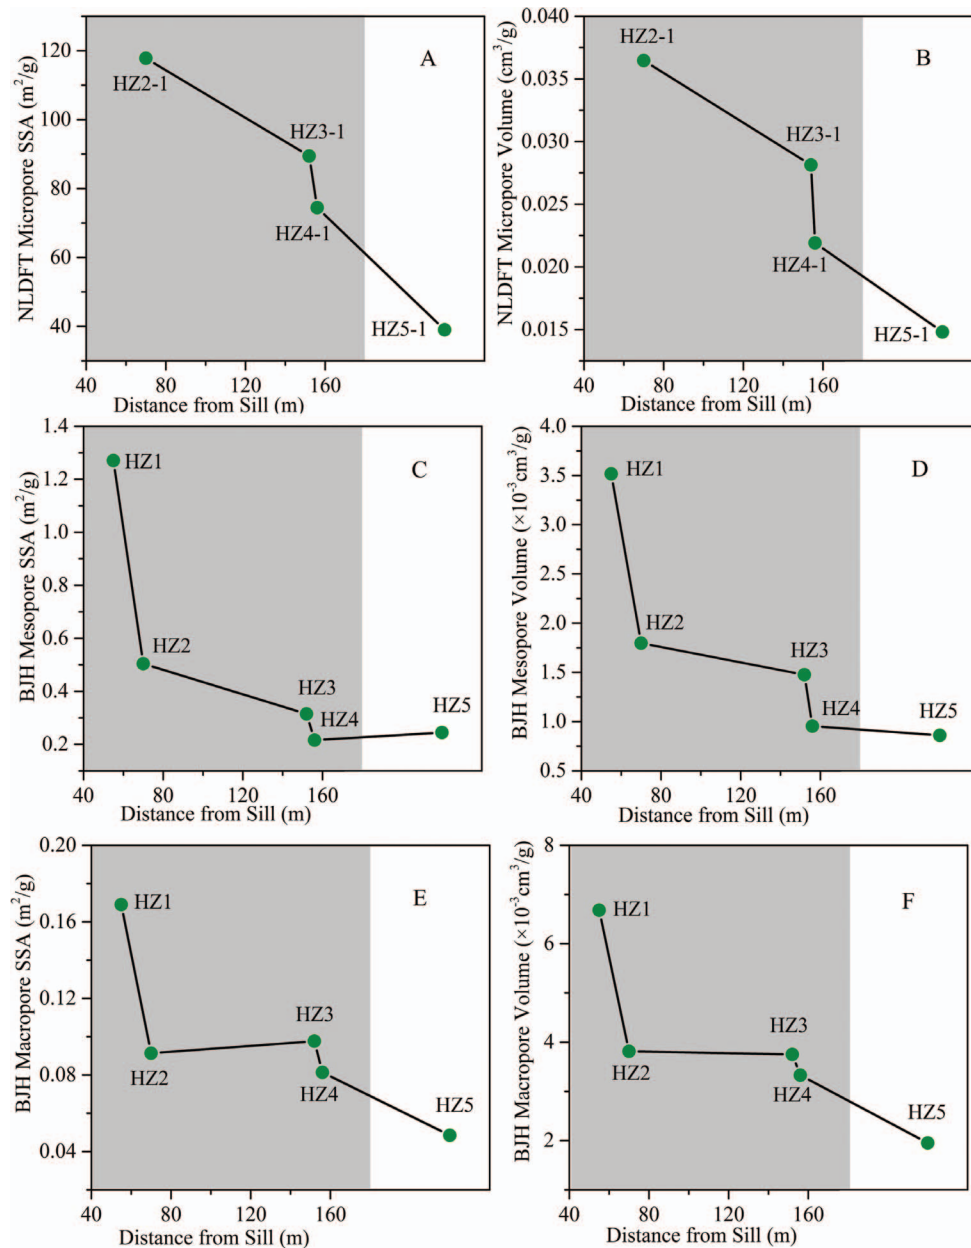 NLDFT Micropore SSA (m²/g)
120
100
80
60
40
A
HZ2-1
HZ3-1
HZ4-1
HZ5-1
40 80 120 160
Distance from Sill (m)
NLDFT Micropore Volume (cm³/g)
0.040
0.035
0.030
0.025
0.020
0.015
B
HZ2-1
HZ3-1
HZ4-1
HZ5-1
40 80 120 160
Distance from Sill (m)
BJH Mesopore SSA (m²/g)
1.4
1.2
1.0
0.8
0.6
0.4
0.2
C
HZ1
HZ2
HZ3
HZ4
HZ5
40 80 120 160
Distance from Sill (m)
BJH Mesopore Volume (×10⁻³cm³/g)
4.0
3.5
3.0
2.5
2.0
1.5
1.0
0.5
D
HZ1
HZ2
HZ3
HZ4
HZ5
40 80 120 160
Distance from Sill (m)
BJH Macropore SSA (m²/g)
0.20
0.16
0.12
0.08
0.04
E
HZ1
HZ2
HZ3
HZ4
HZ5
40 80 120 160
Distance from Sill (m)
BJH Macropore Volume (×10⁻³cm³/g)
8
6
4
2
F
HZ1
HZ2
HZ3
HZ4
HZ5
40 80 120 160
Distance from Sill (m)